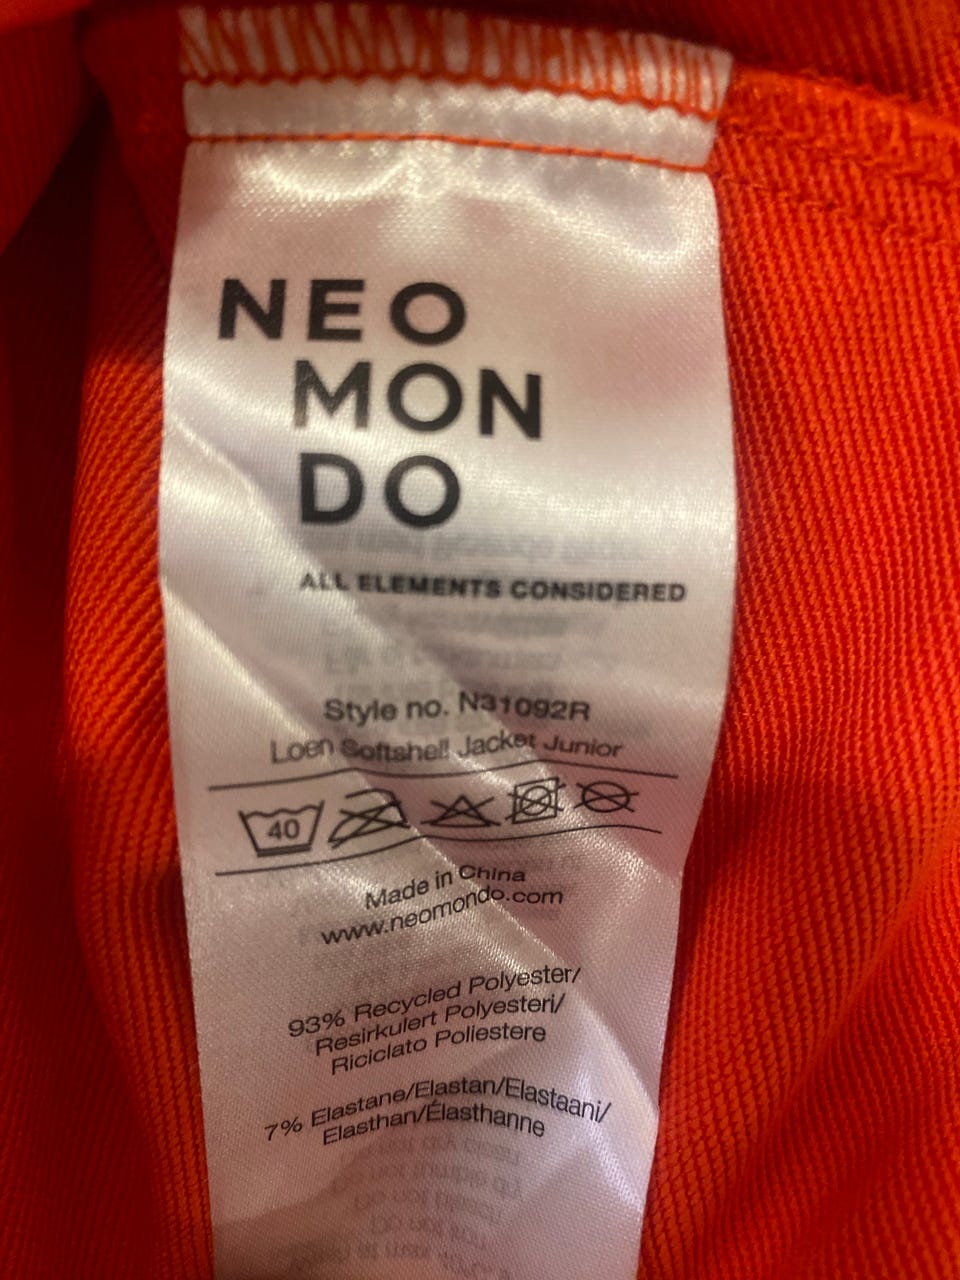 NEO
MON
DO
ALL ELEMENTS CONSIDERED
Style no. N31092R
Loen Softshell Jacket Junior
40
Made in China
www.neomondo.com
93% Recycled Polyester/
Resirkulert Polyesteri/
Riciclato Poliestere
7% Elastane/Elastan/Elastaani/
Elasthan/Élasthanne